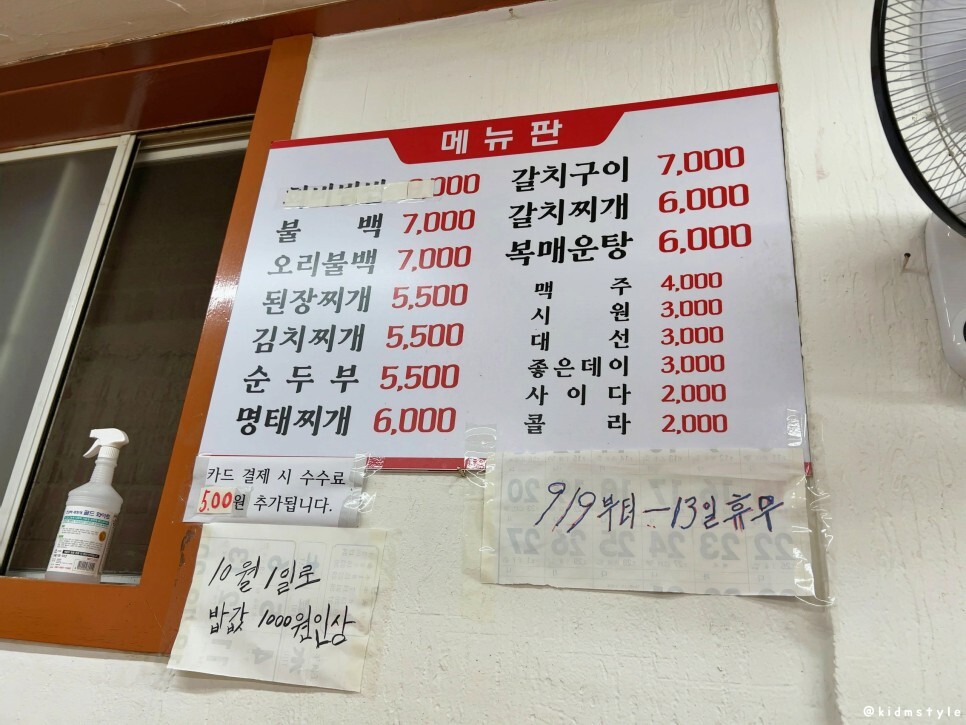 메뉴판
불 백 7,000
오리불백 7,000
된장찌개 5,500
김치찌개 5,500
순 두 부 5,500
명태찌개 6,000
갈치구이 7,000
갈치찌개 6,000
복매운탕 6,000
맥 주 4,000
시 원 3,000
대 선 3,000
좋은데이 3,000
사 이 다 2,000
콜 라 2,000
카드 결제 시 수수료
500원 추가됩니다.
9/9부터 - 13일 휴무
10월 1일로
밥값 1000원인상
@kidmstyle